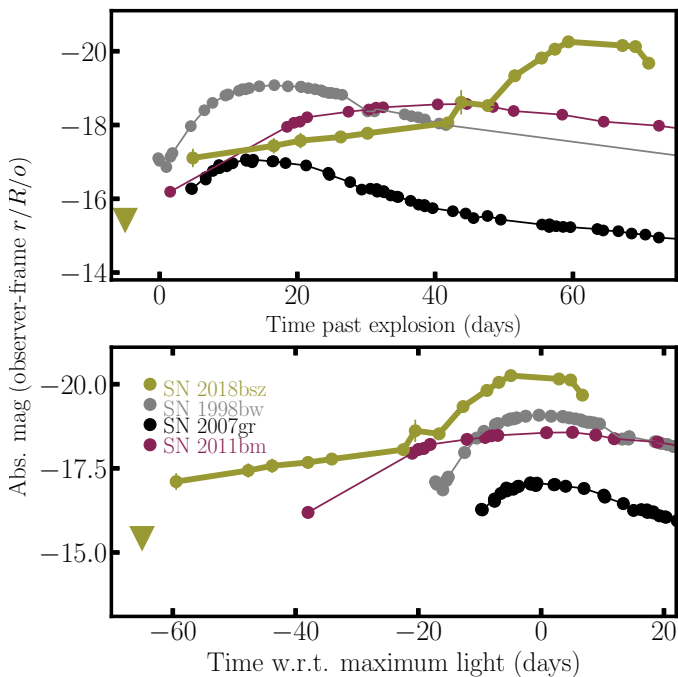 Abs. mag (observer-frame r/R/o)
−20
−18
−16
−14
0 20 40 60
Time past explosion (days)
−20.0
−17.5
−15.0
SN 2018bsz
SN 1998bw
SN 2007gr
SN 2011bm
−60 −40 −20 0 20
Time w.r.t. maximum light (days)